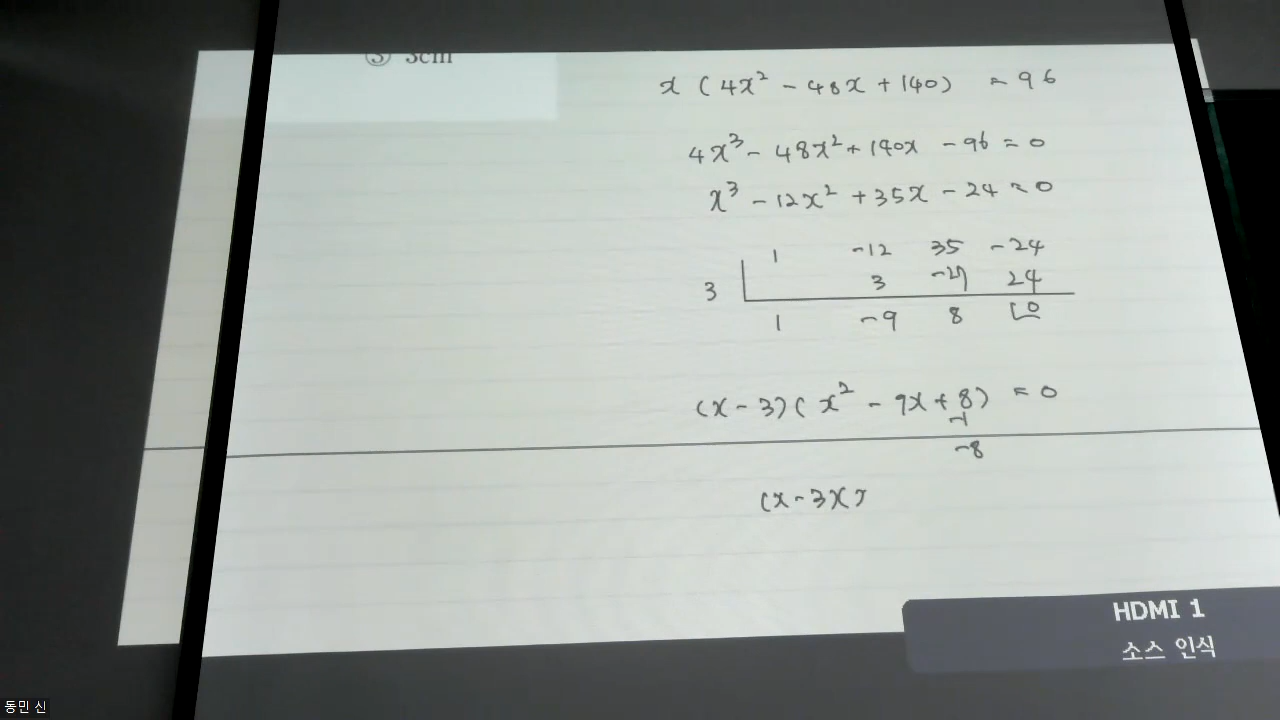 ③ 3cm
x (4x² - 48x + 140) = 96
4x³ - 48x² + 140x - 96 = 0
x³ - 12x² + 35x - 24 = 0
1 -12 35 -24
3 3 -27 24
1 -9 8 0
(x - 3)(x² - 9x + 8) = 0
-1
-8
(x - 3)(x
HDMI 1
소스 인식
동민 신